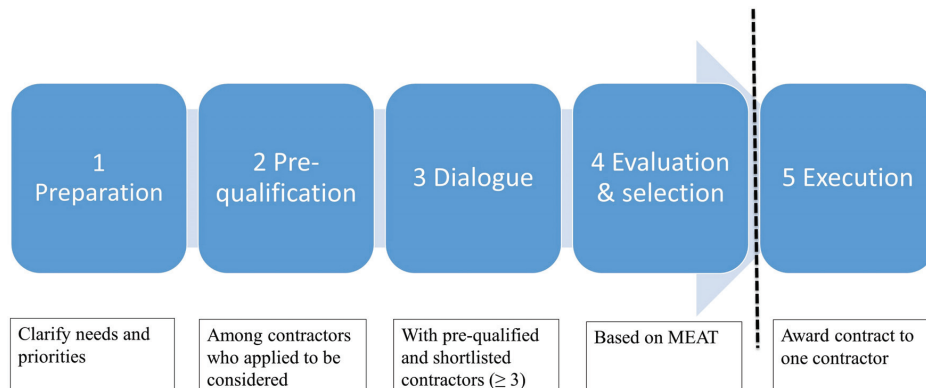 1
Preparation
2 Pre-
qualification
3 Dialogue
4 Evaluation
& selection
5 Execution
Clarify needs and
priorities
Among contractors
who applied to be
considered
With pre-qualified
and shortlisted
contractors (≥ 3)
Based on MEAT
Award contract to
one contractor